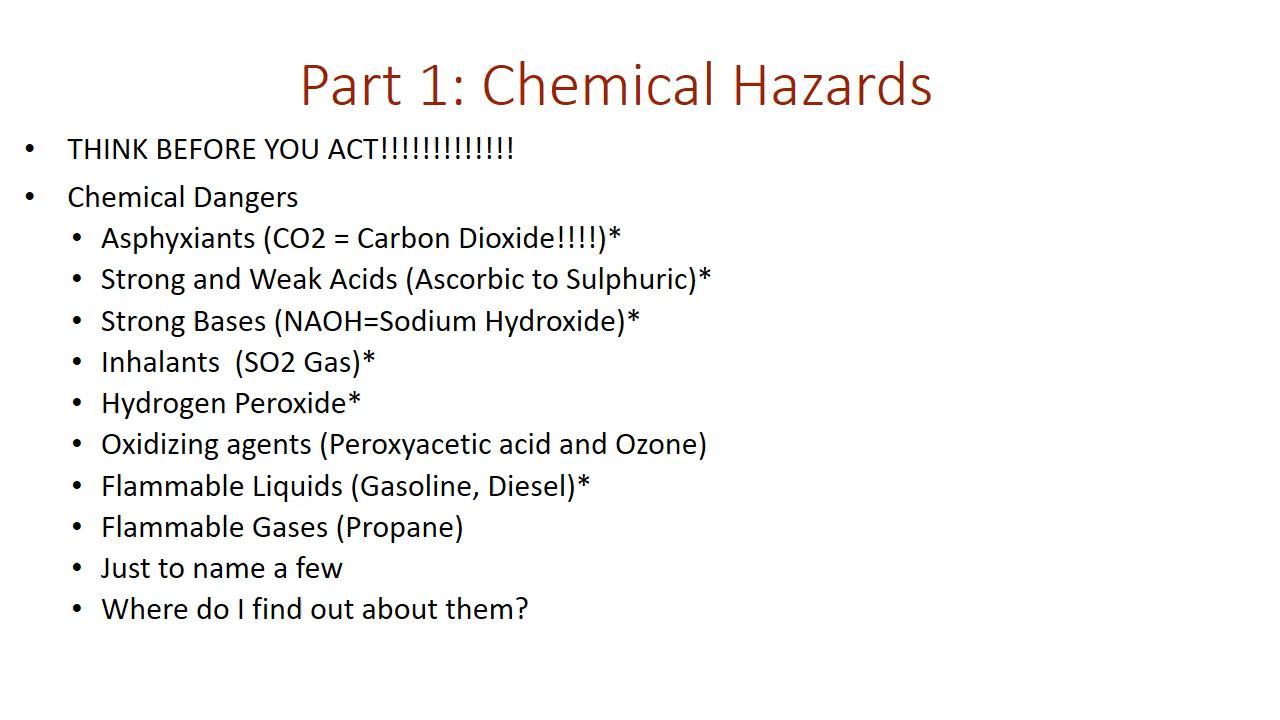 Part 1: Chemical Hazards
• THINK BEFORE YOU ACT!!!!!!!!!!!!!
• Chemical Dangers
• Asphyxiants (CO2 = Carbon Dioxide!!!!)*
• Strong and Weak Acids (Ascorbic to Sulphuric)*
• Strong Bases (NAOH=Sodium Hydroxide)*
• Inhalants  (SO2 Gas)*
• Hydrogen Peroxide*
• Oxidizing agents (Peroxyacetic acid and Ozone)
• Flammable Liquids (Gasoline, Diesel)*
• Flammable Gases (Propane)
• Just to name a few
• Where do I find out about them?